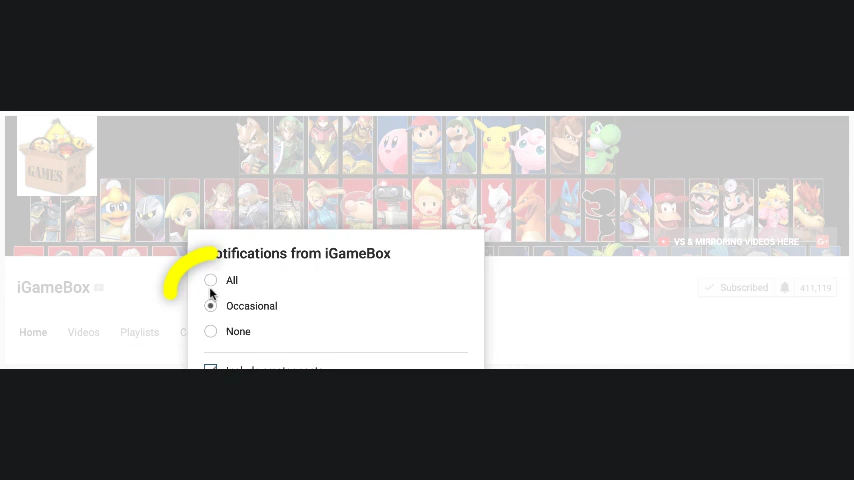 GAMES
otifications from iGameBox
All
Occasional
None
VS & MIRRORING VIDEOS HERE
G+
iGameBox
Subscribed
411,119
Home
Videos
Playlists
C